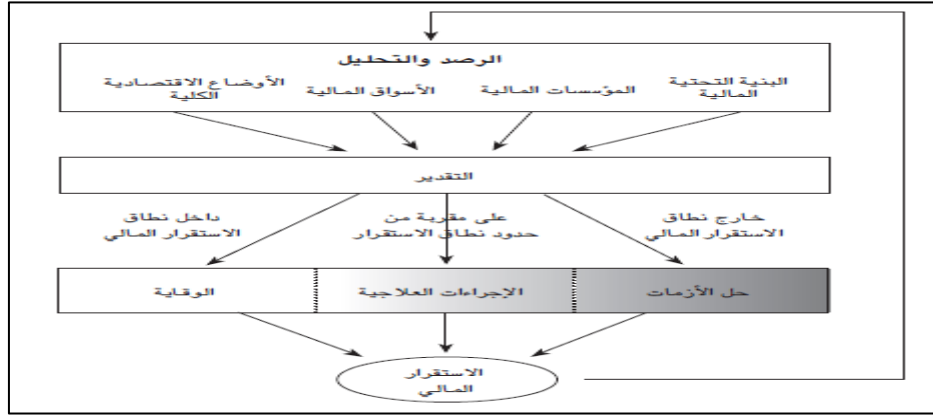 الرصد والتحليل
البنية التحتية
المالية
المؤسسات المالية
الأسواق المالية
الأوضاع الاقتصادية
الكلية
التقدير
خارج نطاق
الاستقرار المالي
على مقربة من
حدود نطاق الاستقرار
داخل نطاق
الاستقرار المالي
حل الأزمات
الإجراءات العلاجية
الوقاية
الاستقرار
المالي